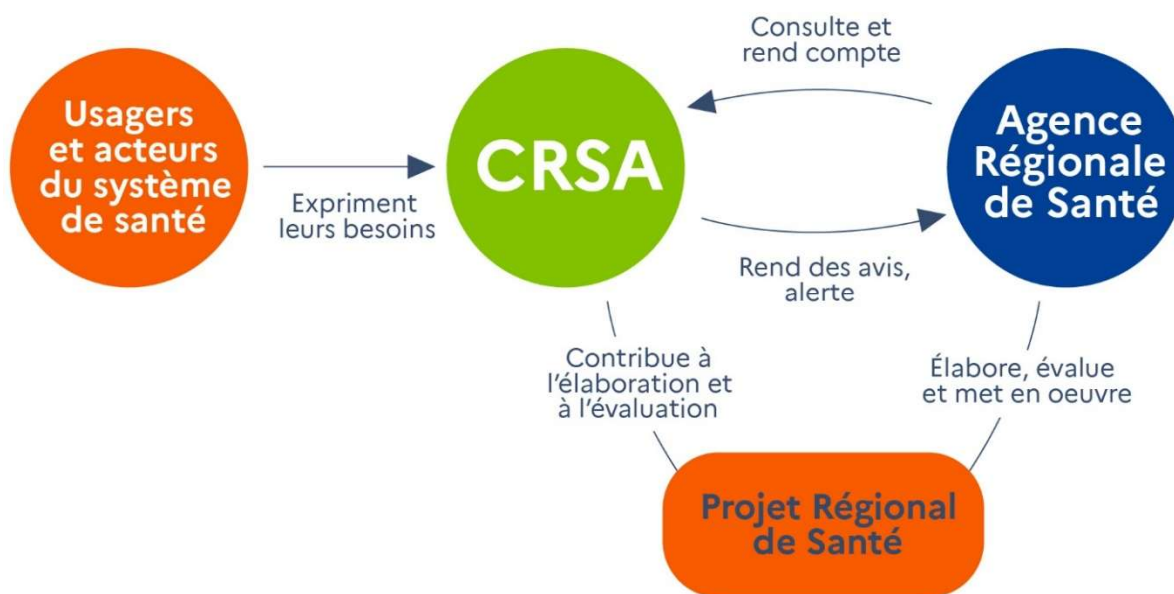 Usagers
et acteurs
du système
de santé
Expriment
leurs besoins
CRSA
Consulte et
rend compte
Rend des avis,
alerte
Agence
Régionale
de Santé
Contribue à
l'élaboration et
à l'évaluation
Élabore, évalue
et met en oeuvre
Projet Régional
de Santé